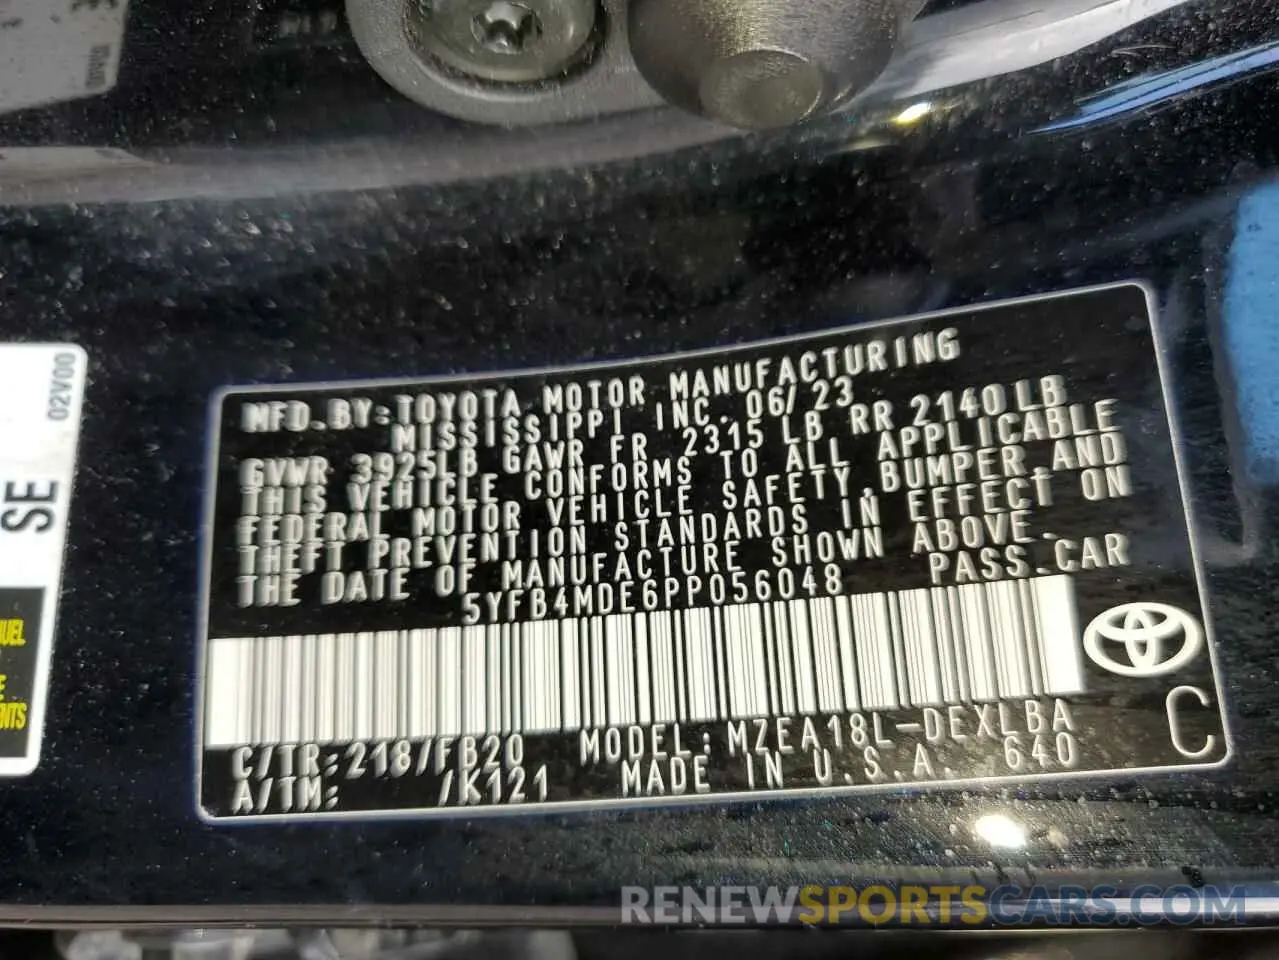 MFD. BY: TOYOTA MOTOR MANUFACTURING
MISSISSIPPI INC. 06/23
GVWR 3925LB GAWR FR 2315 LB RR 2140 LB
THIS VEHICLE CONFORMS TO ALL APPLICABLE
FEDERAL MOTOR VEHICLE SAFETY, BUMPER, AND
THEFT PREVENTION STANDARDS IN EFFECT ON
THE DATE OF MANUFACTURE SHOWN ABOVE.
5YFB4MDE6PP056048 PASS. CAR
C/TR: 218/FB20 MODEL: MZEA18L-DEXLBA
A/TM: /K121 MADE IN U.S.A. 640
C
02V00
SE
RENEWSPORTSCARS.COM